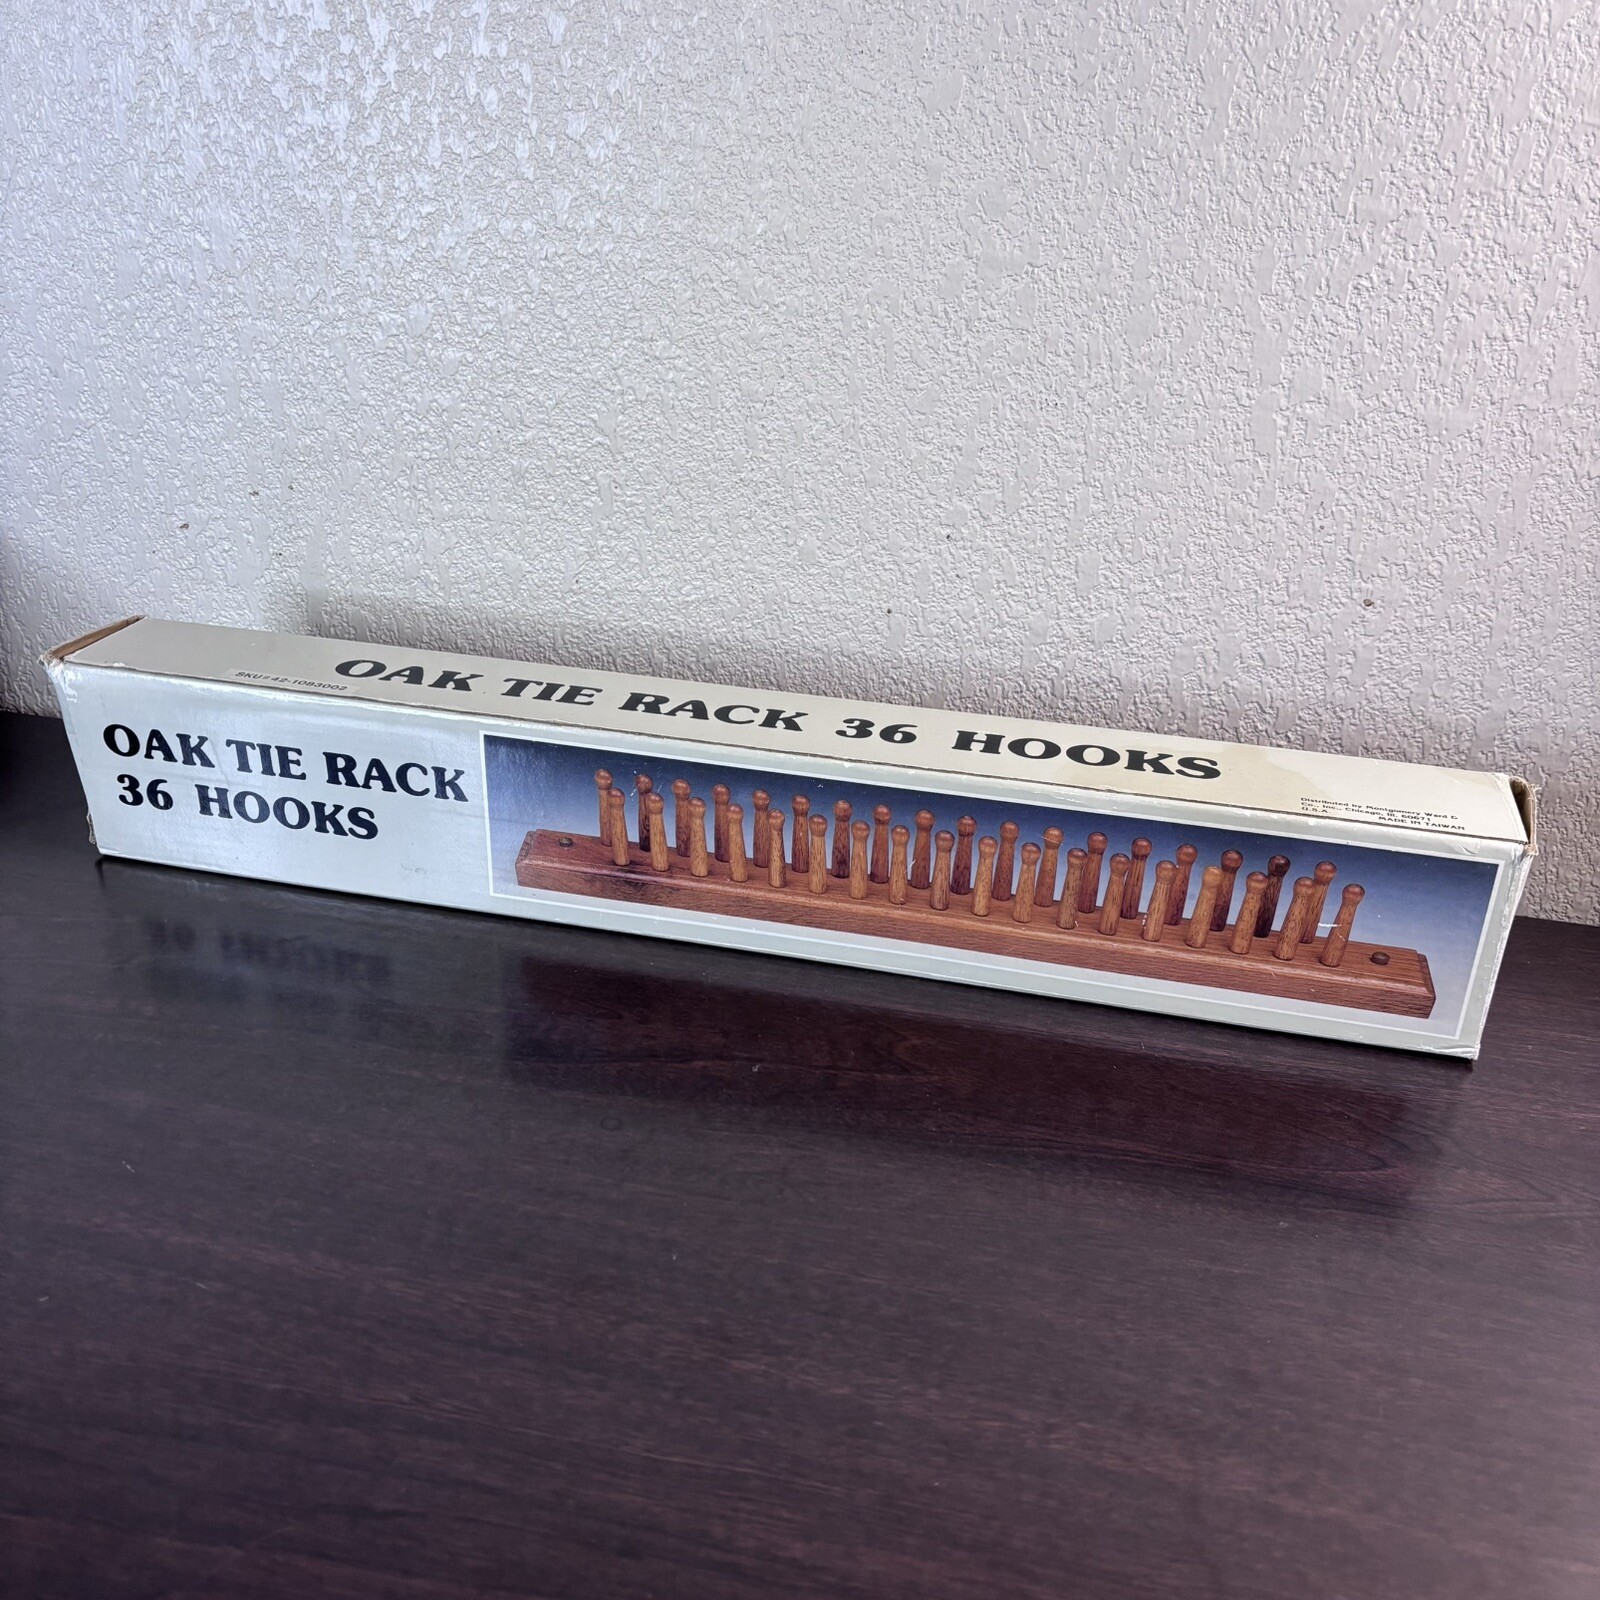 SKU# 42-1083002
OAK TIE RACK 36 HOOKS
Distributed by Montgomery Ward &
Co., Inc., Chicago, Ill. 60671
U.S.A.
MADE IN TAIWAN
OAK TIE RACK
36 HOOKS